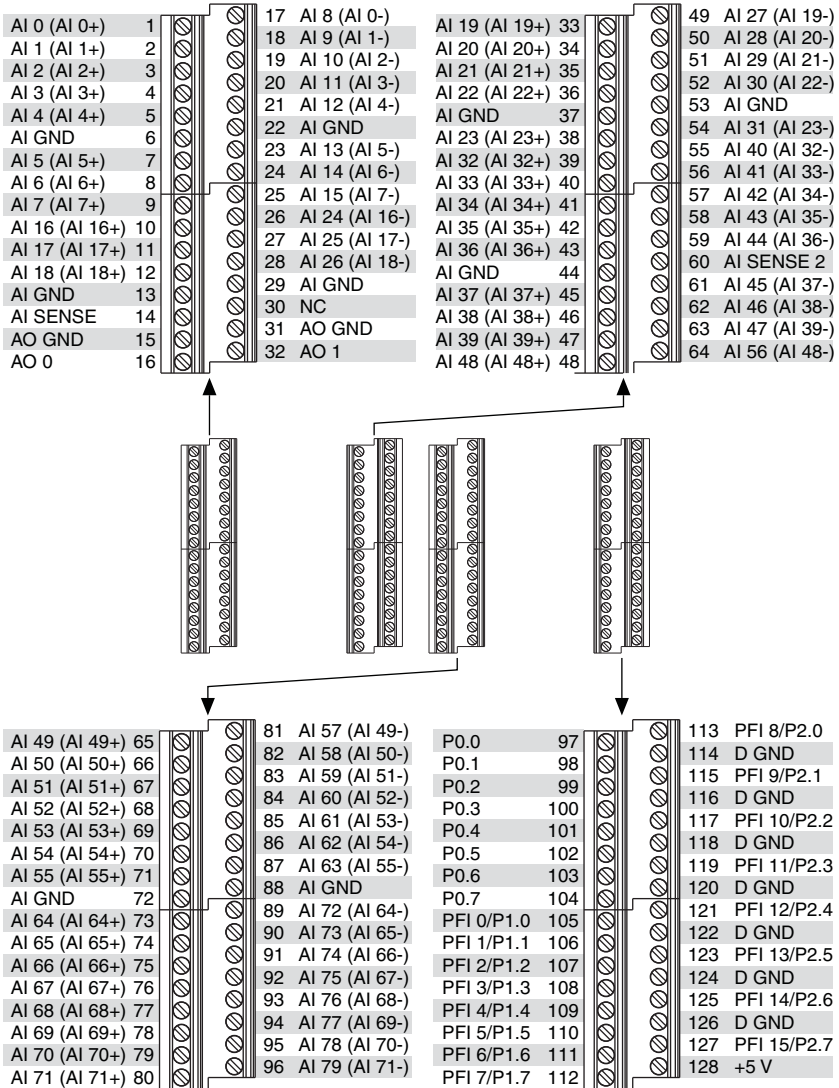 AI 0 (AI 0+) 1
AI 1 (AI 1+) 2
AI 2 (AI 2+) 3
AI 3 (AI 3+) 4
AI 4 (AI 4+) 5
AI GND 6
AI 5 (AI 5+) 7
AI 6 (AI 6+) 8
AI 7 (AI 7+) 9
AI 16 (AI 16+) 10
AI 17 (AI 17+) 11
AI 18 (AI 18+) 12
AI GND 13
AI SENSE 14
AO GND 15
AO 0 16
17 AI 8 (AI 0-)
18 AI 9 (AI 1-)
19 AI 10 (AI 2-)
20 AI 11 (AI 3-)
21 AI 12 (AI 4-)
22 AI GND
23 AI 13 (AI 5-)
24 AI 14 (AI 6-)
25 AI 15 (AI 7-)
26 AI 24 (AI 16-)
27 AI 25 (AI 17-)
28 AI 26 (AI 18-)
29 AI GND
30 NC
31 AO GND
32 AO 1
AI 19 (AI 19+) 33
AI 20 (AI 20+) 34
AI 21 (AI 21+) 35
AI 22 (AI 22+) 36
AI GND 37
AI 23 (AI 23+) 38
AI 32 (AI 32+) 39
AI 33 (AI 33+) 40
AI 34 (AI 34+) 41
AI 35 (AI 35+) 42
AI 36 (AI 36+) 43
AI GND 44
AI 37 (AI 37+) 45
AI 38 (AI 38+) 46
AI 39 (AI 39+) 47
AI 48 (AI 48+) 48
49 AI 27 (AI 19-)
50 AI 28 (AI 20-)
51 AI 29 (AI 21-)
52 AI 30 (AI 22-)
53 AI GND
54 AI 31 (AI 23-)
55 AI 40 (AI 32-)
56 AI 41 (AI 33-)
57 AI 42 (AI 34-)
58 AI 43 (AI 35-)
59 AI 44 (AI 36-)
60 AI SENSE 2
61 AI 45 (AI 37-)
62 AI 46 (AI 38-)
63 AI 47 (AI 39-)
64 AI 56 (AI 48-)
AI 49 (AI 49+) 65
AI 50 (AI 50+) 66
AI 51 (AI 51+) 67
AI 52 (AI 52+) 68
AI 53 (AI 53+) 69
AI 54 (AI 54+) 70
AI 55 (AI 55+) 71
AI GND 72
AI 64 (AI 64+) 73
AI 65 (AI 65+) 74
AI 66 (AI 66+) 75
AI 67 (AI 67+) 76
AI 68 (AI 68+) 77
AI 69 (AI 69+) 78
AI 70 (AI 70+) 79
AI 71 (AI 71+) 80
81 AI 57 (AI 49-)
82 AI 58 (AI 50-)
83 AI 59 (AI 51-)
84 AI 60 (AI 52-)
85 AI 61 (AI 53-)
86 AI 62 (AI 54-)
87 AI 63 (AI 55-)
88 AI GND
89 AI 72 (AI 64-)
90 AI 73 (AI 65-)
91 AI 74 (AI 66-)
92 AI 75 (AI 67-)
93 AI 76 (AI 68-)
94 AI 77 (AI 69-)
95 AI 78 (AI 70-)
96 AI 79 (AI 71-)
P0.0 97
P0.1 98
P0.2 99
P0.3 100
P0.4 101
P0.5 102
P0.6 103
P0.7 104
PFI 0/P1.0 105
PFI 1/P1.1 106
PFI 2/P1.2 107
PFI 3/P1.3 108
PFI 4/P1.4 109
PFI 5/P1.5 110
PFI 6/P1.6 111
PFI 7/P1.7 112
113 PFI 8/P2.0
114 D GND
115 PFI 9/P2.1
116 D GND
117 PFI 10/P2.2
118 D GND
119 PFI 11/P2.3
120 D GND
121 PFI 12/P2.4
122 D GND
123 PFI 13/P2.5
124 D GND
125 PFI 14/P2.6
126 D GND
127 PFI 15/P2.7
128 +5 V